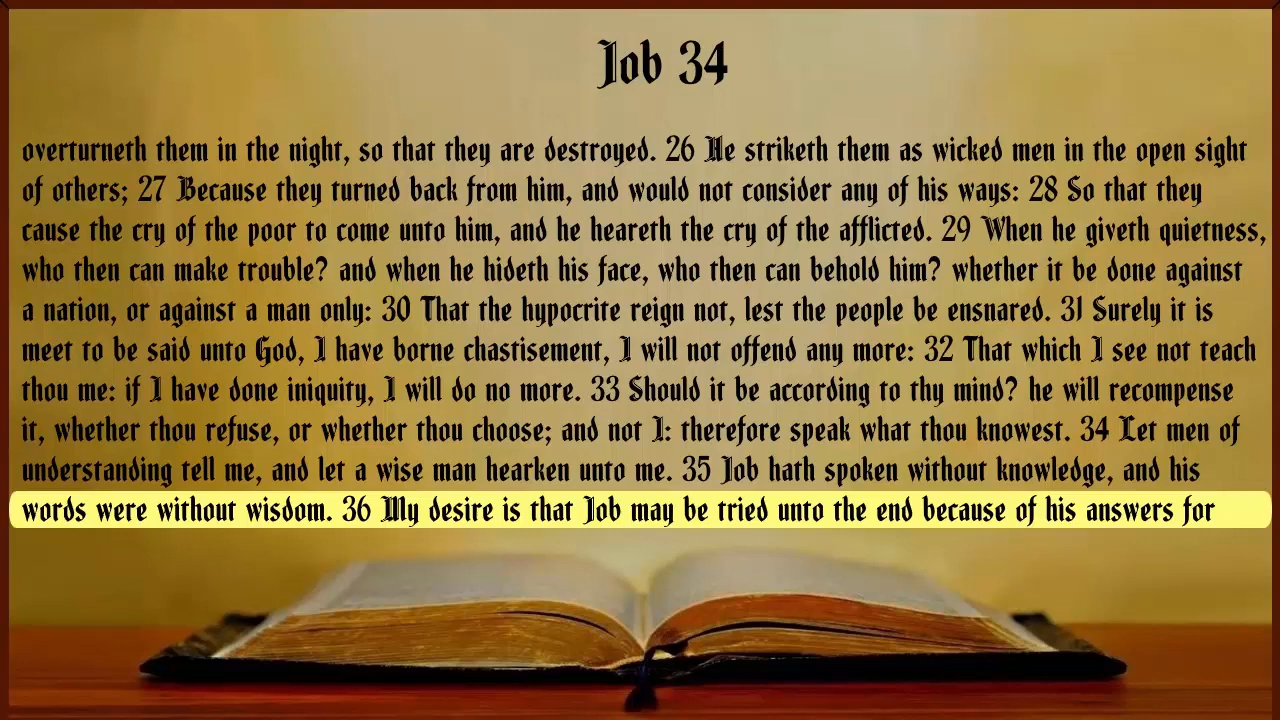 Job 34
overturneth them in the night, so that they are destroyed. 26 He striketh them as wicked men in the open sight
of others; 27 Because they turned back from him, and would not consider any of his ways: 28 So that they
cause the cry of the poor to come unto him, and he heareth the cry of the afflicted. 29 When he giveth quietness,
who then can make trouble? and when he hideth his face, who then can behold him? whether it be done against
a nation, or against a man only: 30 That the hypocrite reign not, lest the people be ensnared. 31 Surely it is
meet to be said unto God, I have borne chastisement, I will not offend any more: 32 That which I see not teach
thou me: if I have done iniquity, I will do no more. 33 Should it be according to thy mind? he will recompense
it, whether thou refuse, or whether thou choose; and not I: therefore speak what thou knowest. 34 Let men of
understanding tell me, and let a wise man hearken unto me. 35 Job hath spoken without knowledge, and his
words were without wisdom. 36 My desire is that Job may be tried unto the end because of his answers for